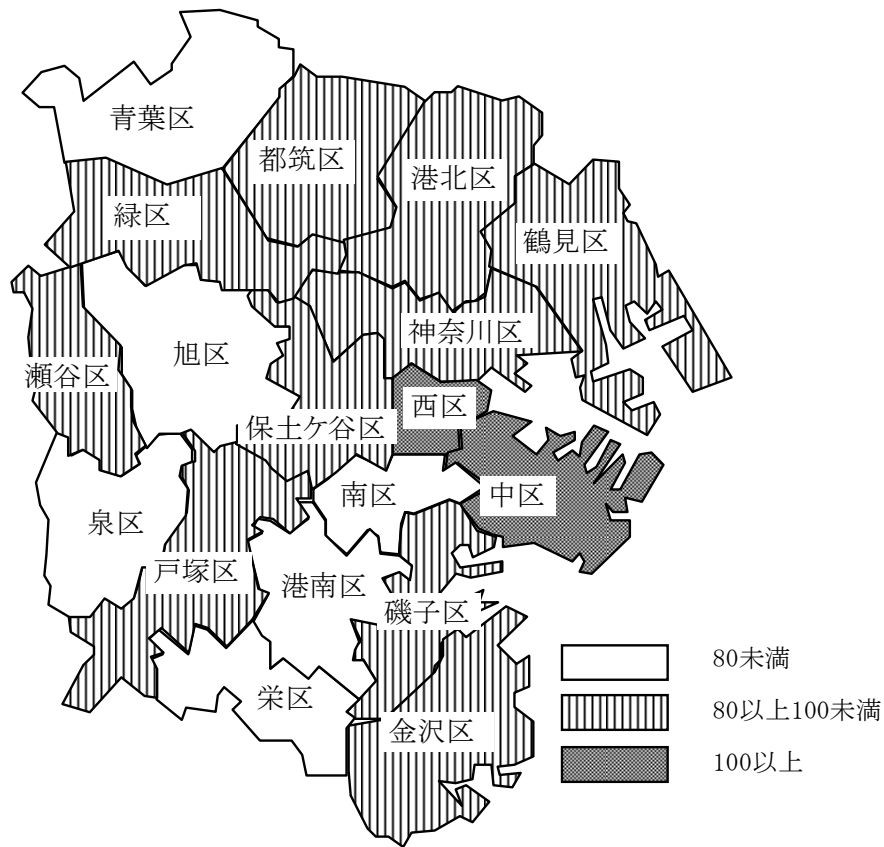 青葉区
都筑区
港北区
緑区
鶴見区
神奈川区
旭区
瀬谷区
西区
保土ケ谷区
南区
中区
泉区
戸塚区
港南区
磯子区
80未満
栄区
80以上100未満
金沢区
100以上